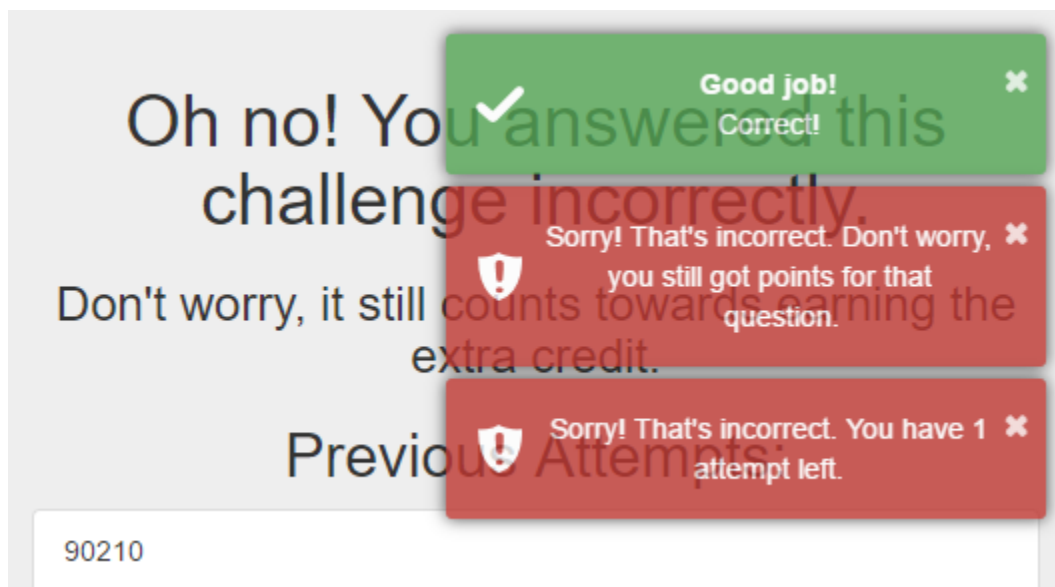 Good job!
Correct!
Oh no! You answered this
challenge incorrectly.
Sorry! That's incorrect. Don't worry,
you still got points for that
question.
Don't worry, it still counts towards earning the
extra credit.
Sorry! That's incorrect. You have 1
attempt left.
Previous Attempts:
90210